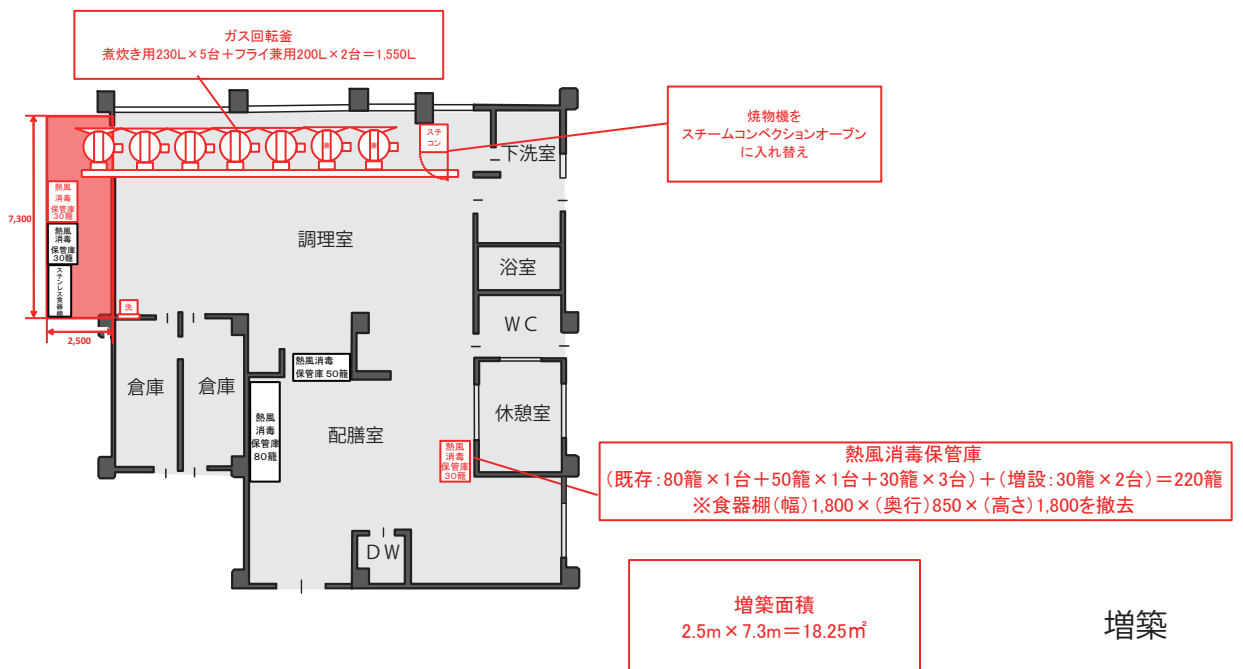 ガス回転釜
煮炊き用230L×5台+フライ兼用200L×2台=1,550L
焼物機を
スチームコンベクションオーブン
に入れ替え
スチ
コン
兼
兼
下洗室
熱風
消毒
保管庫
30籠
7,300
熱風
消毒
保管庫
30籠
ステンレス食器棚
調理室
浴室
洗
WC
2,500
熱風消毒
保管庫 50籠
倉庫
倉庫
熱風
消毒
保管庫
80籠
配膳室
休憩室
熱風
消毒
保管庫
30籠
熱風消毒保管庫
(既存:80籠×1台+50籠×1台+30籠×3台)+(増設:30籠×2台)=220籠
※食器棚(幅)1,800×(奥行)850×(高さ)1,800を撤去
DW
増築面積
2.5m×7.3m=18.25㎡
増築